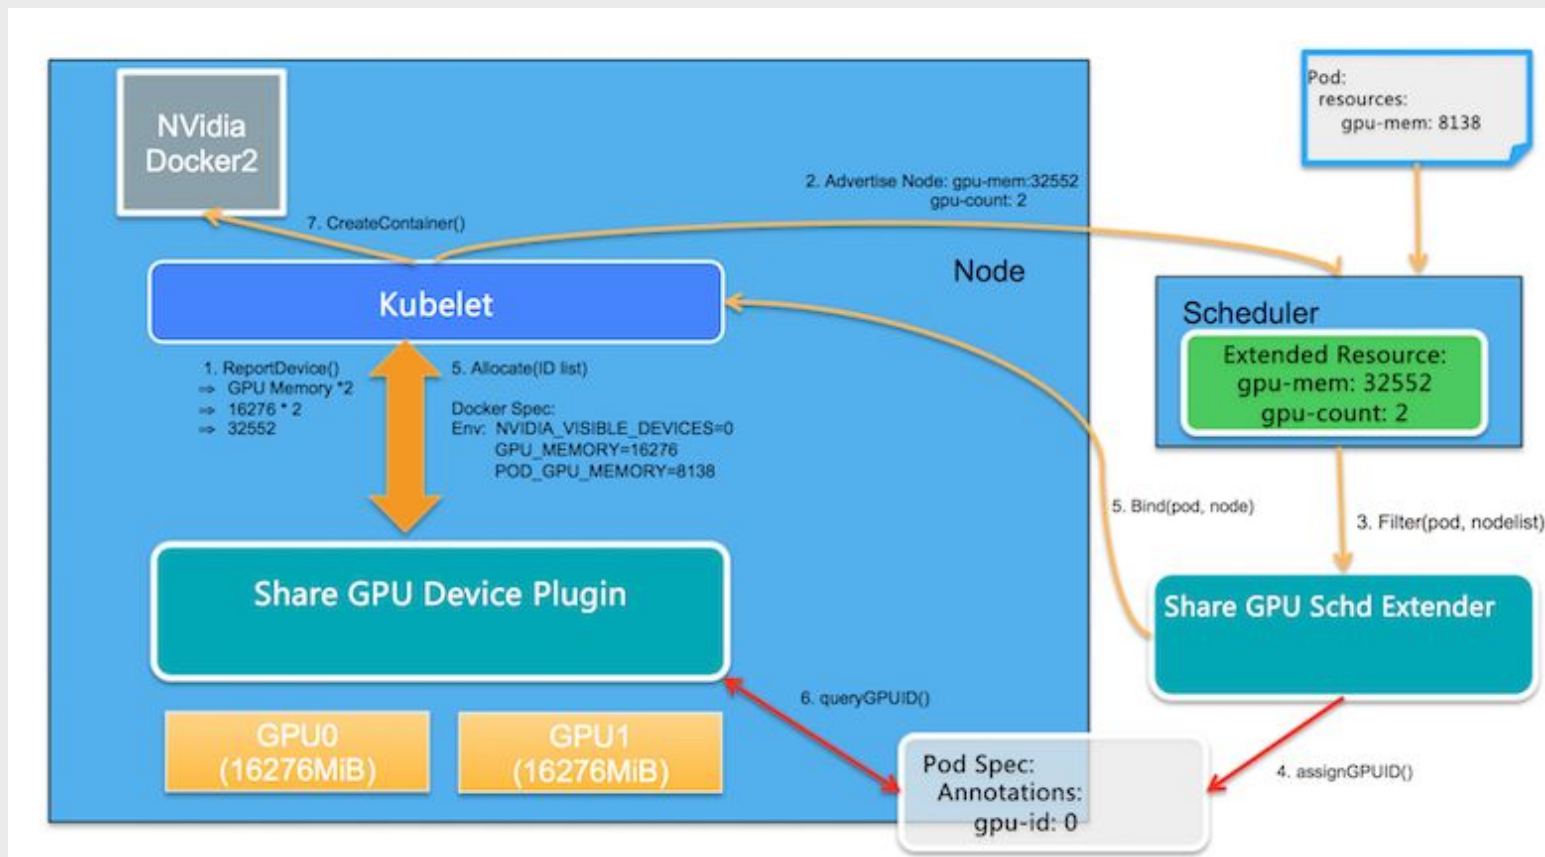 NVidia
Docker2
Pod:
resources:
gpu-mem: 8138
2. Advertise Node: gpu-mem:32552
gpu-count: 2
7. CreateContainer()
Node
Kubelet
Scheduler
Extended Resource:
gpu-mem: 32552
gpu-count: 2
1. ReportDevice()
⇒ GPU Memory *2
⇒ 16276 * 2
⇒ 32552
5. Allocate(ID list)
Docker Spec:
Env: NVIDIA_VISIBLE_DEVICES=0
GPU_MEMORY=16276
POD_GPU_MEMORY=8138
5. Bind(pod, node)
3. Filter(pod, nodelist)
Share GPU Device Plugin
Share GPU Schd Extender
6. queryGPUID()
GPU0
(16276MiB)
GPU1
(16276MiB)
Pod Spec:
Annotations:
gpu-id: 0
4. assignGPUID()